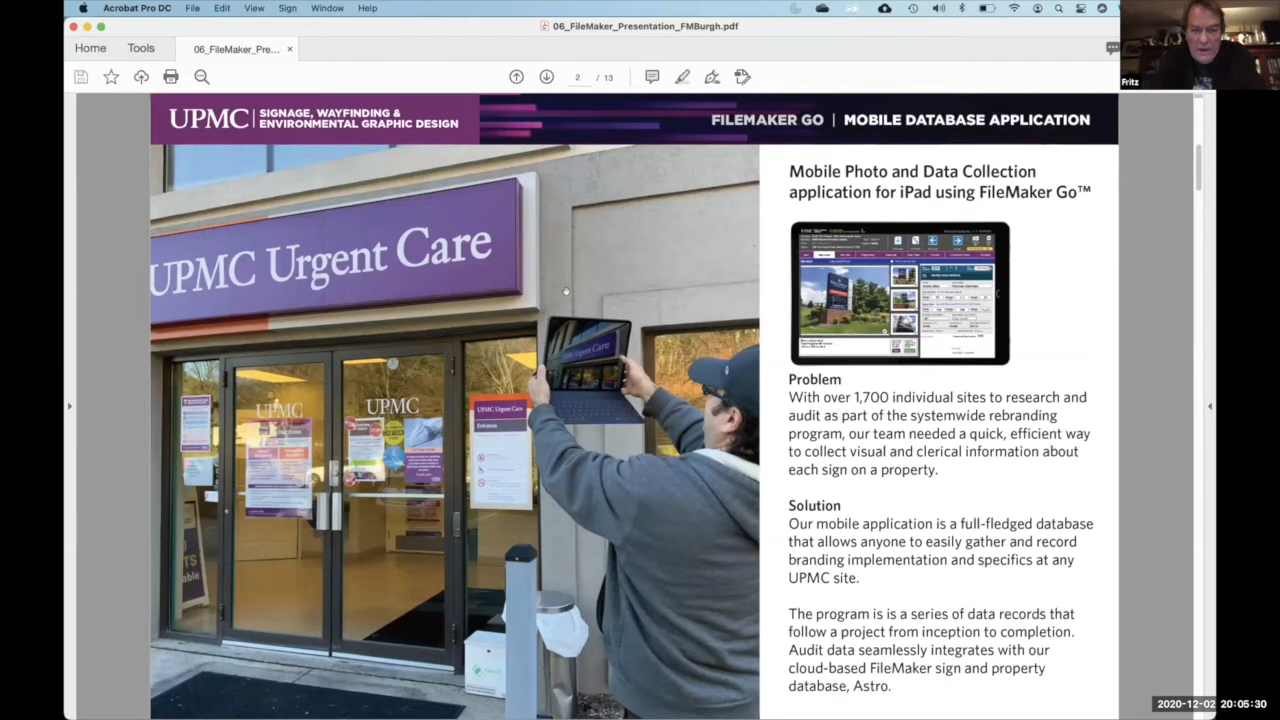 Acrobat Pro DC File Edit View Sign Window Help
06_FileMaker_Presentation_FMBurgh.pdf
Home Tools 06_FileMaker_Pre... ×
2 / 13
Fritz
UPMC SIGNAGE, WAYFINDING &
ENVIRONMENTAL GRAPHIC DESIGN
FILEMAKER GO | MOBILE DATABASE APPLICATION
Mobile Photo and Data Collection
application for iPad using FileMaker Go™
UPMC Urgent Care
Urgent Care
UPMC
UPMC
UPMC Urgent Care
Entrance
Problem
With over 1,700 individual sites to research and
audit as part of the systemwide rebranding
program, our team needed a quick, efficient way
to collect visual and clerical information about
each sign on a property.
Solution
Our mobile application is a full-fledged database
that allows anyone to easily gather and record
branding implementation and specifics at any
UPMC site.
The program is is a series of data records that
follow a project from inception to completion.
Audit data seamlessly integrates with our
cloud-based FileMaker sign and property
database, Astro.
2020-12-02 20:05:30